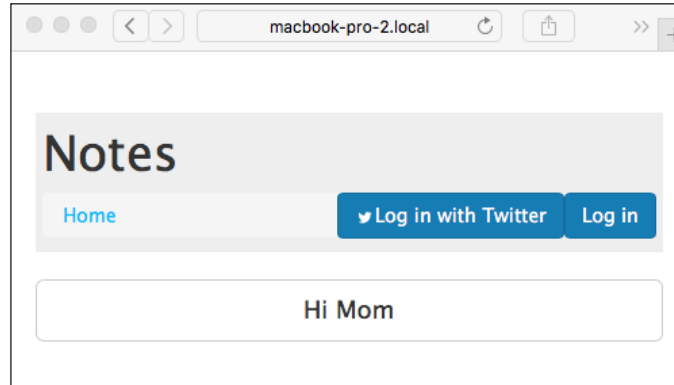 macbook-pro-2.local
Notes
Home Log in with Twitter Log in
Hi Mom